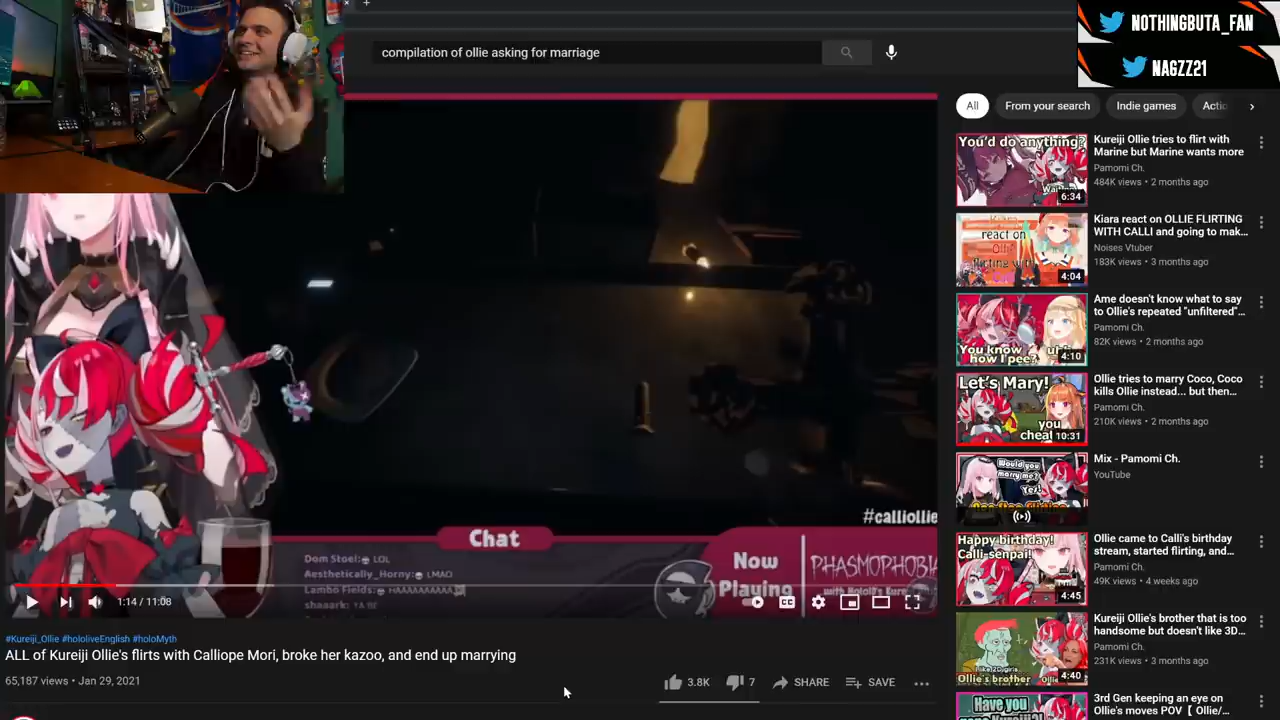 compilation of ollie asking for marriage
NOTHINGBUTA_FAN
NAGZZ21
All
From your search
Indie games
Actio
You'd do anything?
6:34
Kureiji Ollie tries to flirt with
Marine but Marine wants more
Pamomi Ch.
484K views • 2 months ago
react on
4:04
Kiara react on OLLIE FLIRTING
WITH CALLI and going to mak...
Noises Vtuber
183K views • 3 months ago
You know
how I pee?
4:10
Ame doesn't know what to say
to Ollie's repeated "unfiltered"...
Pamomi Ch.
82K views • 2 months ago
Let's Mary!
you
cheat
10:31
Ollie tries to marry Coco, Coco
kills Ollie instead... but then...
Pamomi Ch.
210K views • 2 months ago
Would you
marry me?
Yes!
Mix - Pamomi Ch.
YouTube
Happy birthday!
Calli-senpai!
4:45
Ollie came to Calli's birthday
stream, started flirting, and...
Pamomi Ch.
49K views • 4 weeks ago
Ollie's brother
4:40
Kureiji Ollie's brother that is too
handsome but doesn't like 3D...
Pamomi Ch.
231K views • 3 months ago
Have you
3rd Gen keeping an eye on
Ollie's moves POV [ Ollie/...
#calliollie
Chat
Dom Stoel: LOL
Aesthetically_Horny: LMAO
Lambo Fields: HAAAAAAAAA
Now
Playing
PHASMOPHOBIA
1:14 / 11:08
CC
#Kureiji_Ollie #hololiveEnglish #holoMyth
ALL of Kureiji Ollie's flirts with Calliope Mori, broke her kazoo, and end up marrying
65,187 views • Jan 29, 2021
3.8K
7
SHARE
SAVE